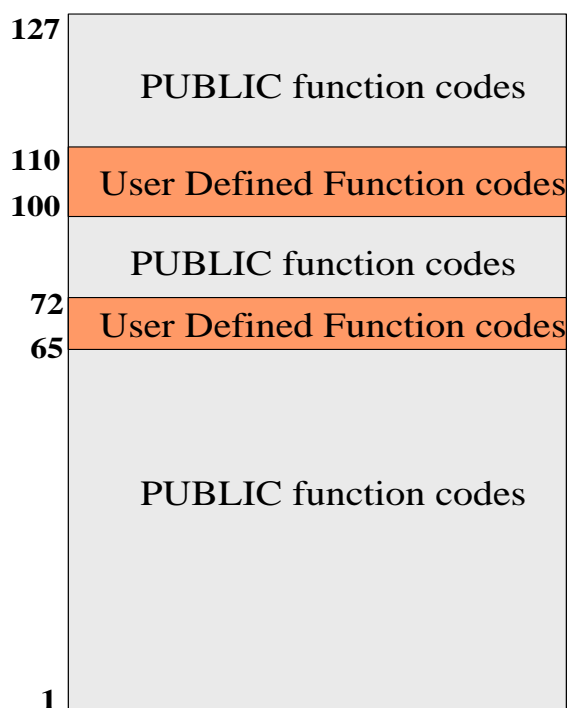 127
PUBLIC function codes
110
User Defined Function codes
100
PUBLIC function codes
72
User Defined Function codes
65
PUBLIC function codes
1